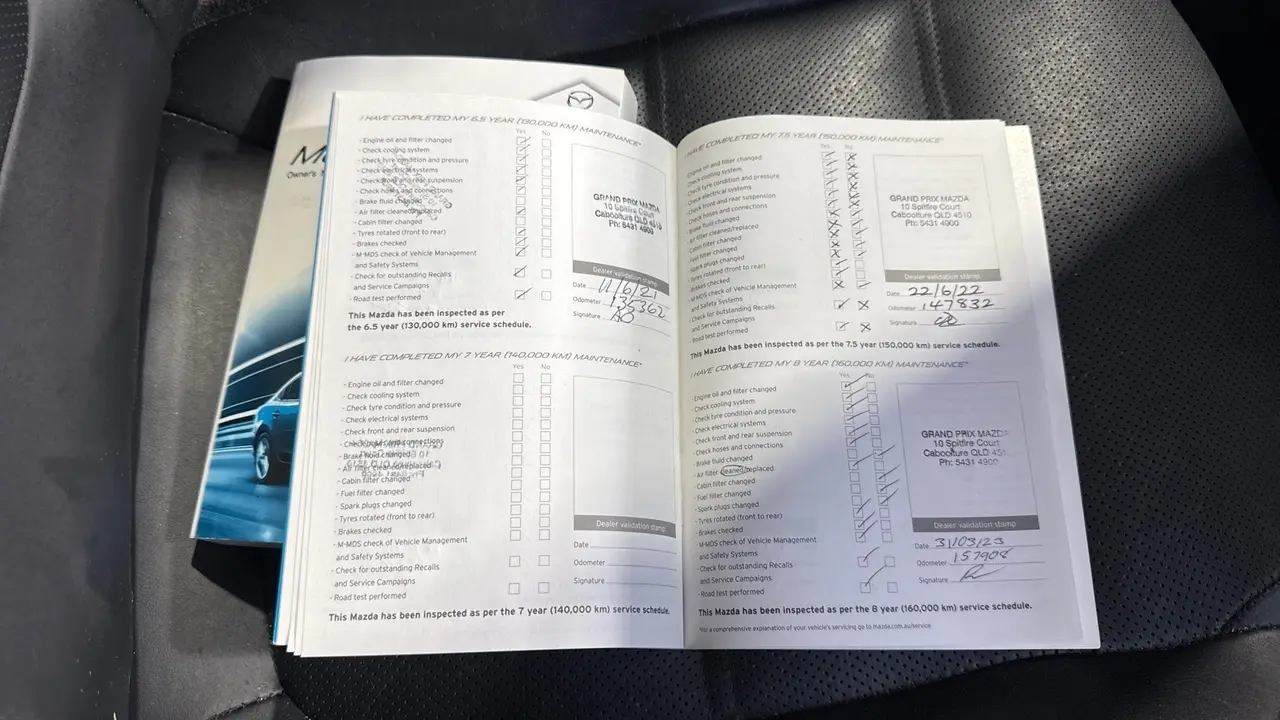 M
Owner's
I HAVE COMPLETED MY 6.5 YEAR (130,000 KM) MAINTENANCE*
Yes No
- Engine oil and filter changed
- Check cooling system
- Check tyre condition and pressure
- Check electrical systems
- Check front and rear suspension
- Check hoses and connections
- Brake fluid changed
- Air filter cleaned/replaced
- Cabin filter changed
- Tyres rotated (front to rear)
- Brakes checked
- M-MDS check of Vehicle Management
and Safety Systems
- Check for outstanding Recalls
and Service Campaigns
- Road test performed
This Mazda has been inspected as per
the 6.5 year (130,000 km) service schedule.
GRAND PRIX MAZDA
10 Spitfire Court
Caboolture QLD 4510
Ph: 5431 4900
Dealer validation stamp
Date 11/6/21
Odometer 135362
Signature
I HAVE COMPLETED MY 7 YEAR (140,000 KM) MAINTENANCE*
Yes No
- Engine oil and filter changed
- Check cooling system
- Check tyre condition and pressure
- Check electrical systems
- Check front and rear suspension
- Check hoses and connections
- Brake fluid changed
- Air filter cleaned/replaced
- Cabin filter changed
- Fuel filter changed
- Spark plugs changed
- Tyres rotated (front to rear)
- Brakes checked
- M-MDS check of Vehicle Management
and Safety Systems
- Check for outstanding Recalls
and Service Campaigns
- Road test performed
Dealer validation stamp
Date
Odometer
Signature
This Mazda has been inspected as per the 7 year (140,000 km) service schedule.
I HAVE COMPLETED MY 7.5 YEAR (150,000 KM) MAINTENANCE*
Yes No
- Engine oil and filter changed
- Check cooling system
- Check tyre condition and pressure
- Check electrical systems
- Check front and rear suspension
- Check hoses and connections
- Brake fluid changed
- Air filter cleaned/replaced
- Cabin filter changed
- Fuel filter changed
- Spark plugs changed
- Tyres rotated (front to rear)
- Brakes checked
- M-MDS check of Vehicle Management
and Safety Systems
- Check for outstanding Recalls
and Service Campaigns
- Road test performed
GRAND PRIX MAZDA
10 Spitfire Court
Caboolture QLD 4510
Ph: 5431 4900
Dealer validation stamp
Date 22/6/22
Odometer 147832
Signature
This Mazda has been inspected as per the 7.5 year (150,000 km) service schedule.
I HAVE COMPLETED MY 8 YEAR (160,000 KM) MAINTENANCE*
Yes No
- Engine oil and filter changed
- Check cooling system
- Check tyre condition and pressure
- Check electrical systems
- Check front and rear suspension
- Check hoses and connections
- Brake fluid changed
- Air filter cleaned/replaced
- Cabin filter changed
- Fuel filter changed
- Spark plugs changed
- Tyres rotated (front to rear)
- Brakes checked
- M-MDS check of Vehicle Management
and Safety Systems
- Check for outstanding Recalls
and Service Campaigns
- Road test performed
GRAND PRIX MAZDA
10 Spitfire Court
Caboolture QLD 451
Ph: 5431 4900
Dealer validation stamp
Date 31/03/23
Odometer 157908
Signature
This Mazda has been inspected as per the 8 year (160,000 km) service schedule.
*For a comprehensive explanation of your vehicle's servicing go to mazda.com.au/service